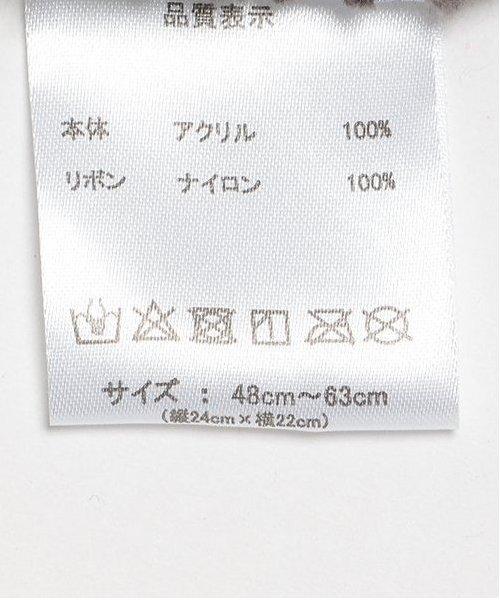 品質表示
本体 アクリル 100%
リボン ナイロン 100%
サイズ : 48cm～63cm
(縦24cm×横22cm)